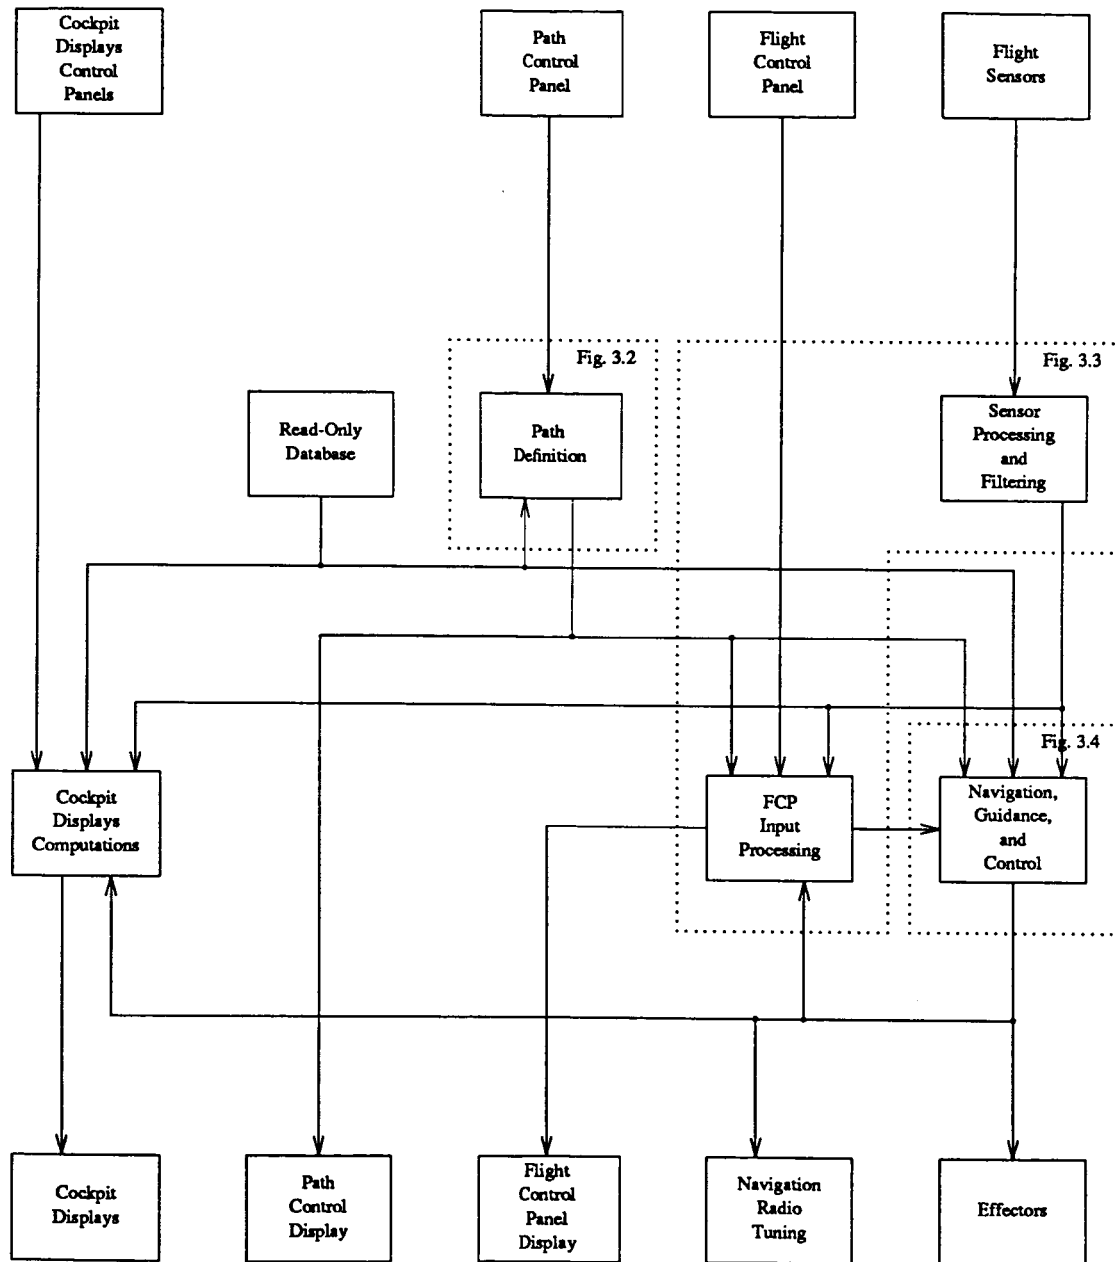 Cockpit
Displays
Control
Panels
Path
Control
Panel
Flight
Control
Panel
Flight
Sensors
Fig. 3.2
Fig. 3.3
Read-Only
Database
Path
Definition
Sensor
Processing
and
Filtering
Fig. 3.4
Cockpit
Displays
Computations
FCP
Input
Processing
Navigation,
Guidance,
and
Control
Cockpit
Displays
Path
Control
Display
Flight
Control
Panel
Display
Navigation
Radio
Tuning
Effectors